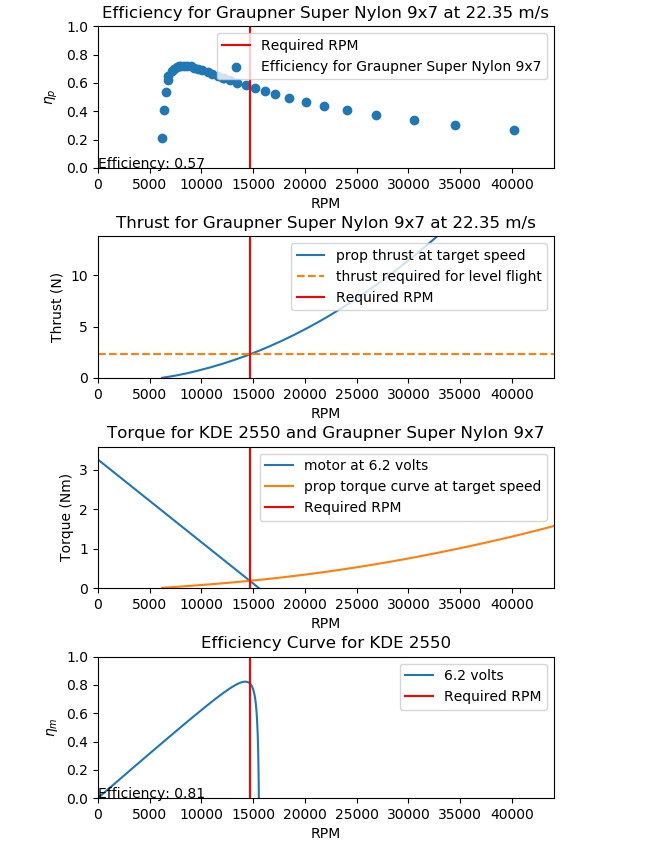 Efficiency for Graupner Super Nylon 9x7 at 22.35 m/s
1.0
0.8
0.6
0.4
0.2
0.0
η_p
Required RPM
Efficiency for Graupner Super Nylon 9x7
Efficiency: 0.57
0 5000 10000 15000 20000 25000 30000 35000 40000
RPM
Thrust for Graupner Super Nylon 9x7 at 22.35 m/s
10
5
0
Thrust (N)
prop thrust at target speed
thrust required for level flight
Required RPM
0 5000 10000 15000 20000 25000 30000 35000 40000
RPM
Torque for KDE 2550 and Graupner Super Nylon 9x7
3
2
1
0
Torque (Nm)
motor at 6.2 volts
prop torque curve at target speed
Required RPM
0 5000 10000 15000 20000 25000 30000 35000 40000
RPM
Efficiency Curve for KDE 2550
1.0
0.8
0.6
0.4
0.2
0.0
η_m
6.2 volts
Required RPM
Efficiency: 0.81
0 5000 10000 15000 20000 25000 30000 35000 40000
RPM